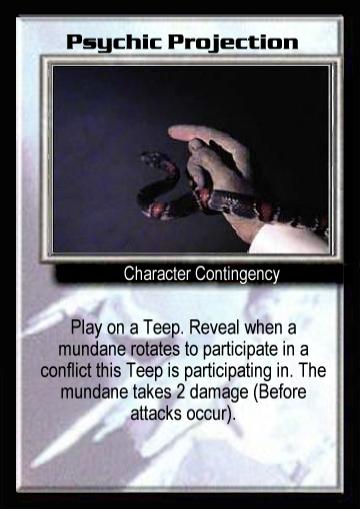 Psychic Projection
Character Contingency
Play on a Teep. Reveal when a
mundane rotates to participate in a
conflict this Teep is participating in. The
mundane takes 2 damage (Before
attacks occur).